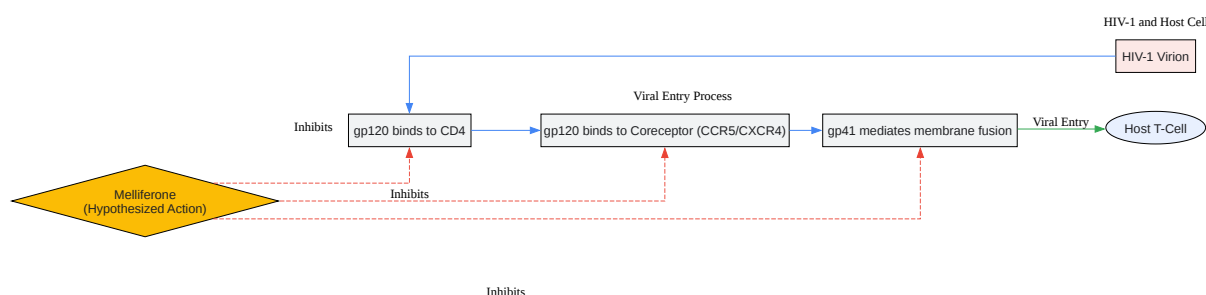 HIV-1 and Host Cell
HIV-1 Virion
Viral Entry Process
Inhibits
gp120 binds to CD4
gp120 binds to Coreceptor (CCR5/CXCR4)
gp41 mediates membrane fusion
Viral Entry
Host T-Cell
Melliferone
(Hypothesized Action)
Inhibits
Inhibits